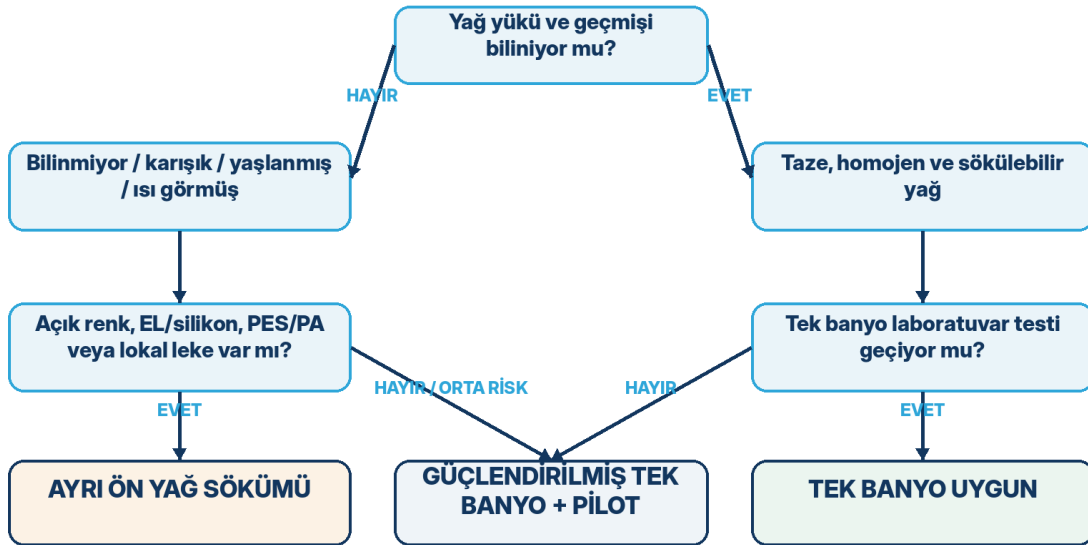 Yağ yükü ve geçmişi
biliniyor mu?
HAYIR
EVET
Bilinmiyor / karışık / yaşlanmış
/ ısı görmüş
Taze, homojen ve sökülebilir
yağ
Açık renk, EL/silikon, PES/PA
veya lokal leke var mı?
Tek banyo laboratuvar testi
geçiyor mu?
HAYIR / ORTA RİSK
HAYIR
EVET
EVET
AYRI ÖN YAĞ SÖKÜMÜ
GÜÇLENDİRİLMİŞ TEK
BANYO + PİLOT
TEK BANYO UYGUN